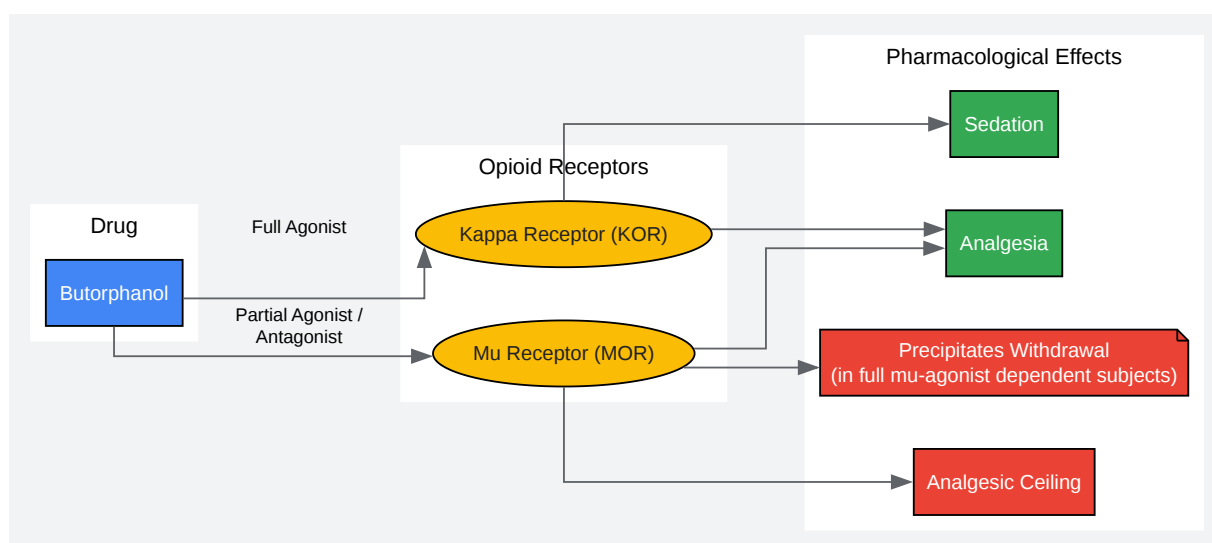 Drug
Butorphanol
Full Agonist
Partial Agonist /
Antagonist
Opioid Receptors
Kappa Receptor (KOR)
Mu Receptor (MOR)
Pharmacological Effects
Sedation
Analgesia
Precipitates Withdrawal
(in full mu-agonist dependent subjects)
Analgesic Ceiling